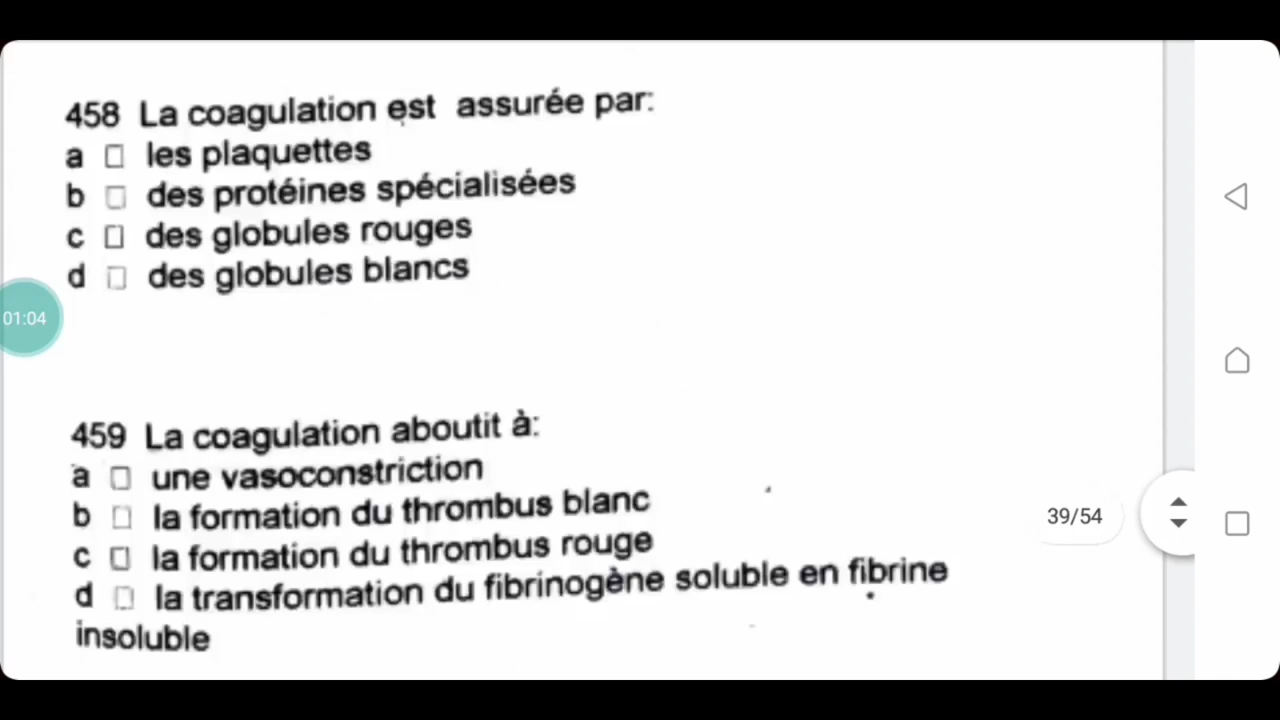 458 La coagulation est assurée par:
a □ les plaquettes
b □ des protéines spécialisées
c □ des globules rouges
d □ des globules blancs
01:04
459 La coagulation aboutit à:
a □ une vasoconstriction
b □ la formation du thrombus blanc
c □ la formation du thrombus rouge
d □ la transformation du fibrinogène soluble en fibrine
insoluble
39/54